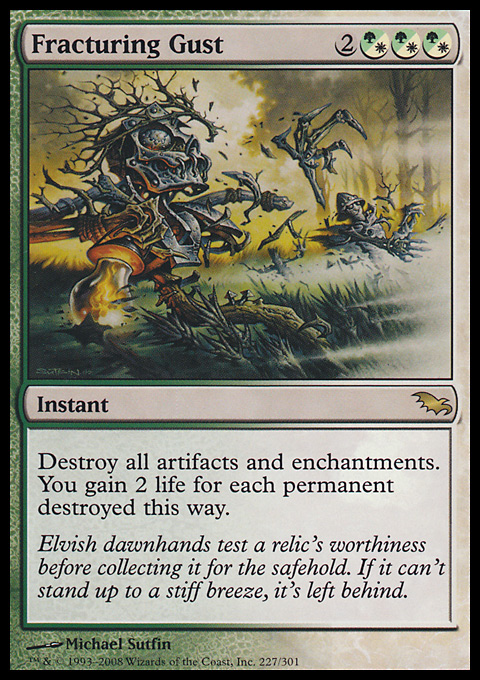 Fracturing Gust 2
Instant
Destroy all artifacts and enchantments.
You gain 2 life for each permanent
destroyed this way.
Elvish dawnhands test a relic's worthiness
before collecting it for the safehold. If it can't
stand up to a stiff breeze, it's left behind.
Michael Sutfin
™ & © 1993–2008 Wizards of the Coast, Inc. 227/301